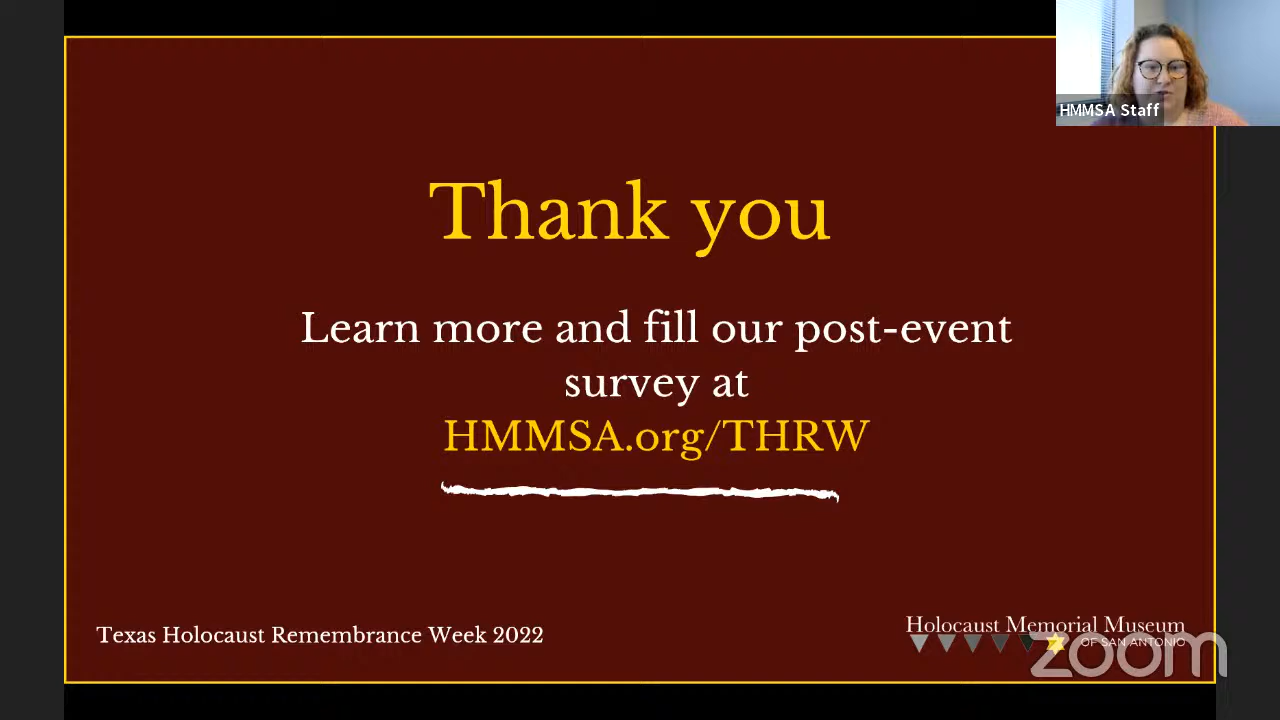 HMMSA Staff
Thank you
Learn more and fill our post-event
survey at
HMMSA.org/THRW
Texas Holocaust Remembrance Week 2022
Holocaust Memorial Museum
OF SAN ANTONIO
zoom